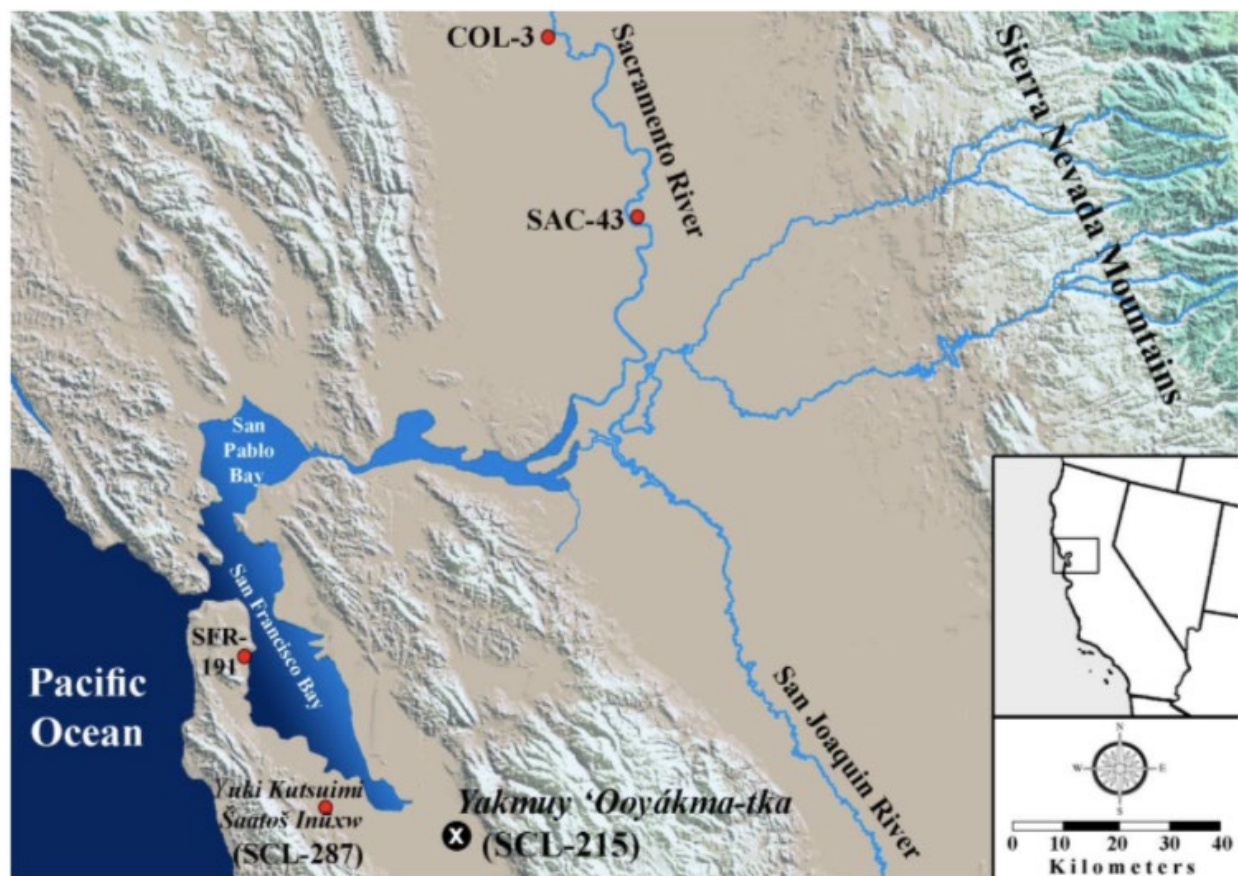 COL-3
Sacramento River
Sierra Nevada Mountains
SAC-43
San
Pablo
Bay
San Francisco Bay
SFR-
191
Pacific
Ocean
San Joaquin River
Yuki Kutsuimi
Šaatoš Inūxw
(SCL-287)
Yakmuy ‘Ooyákma-tka
(SCL-215)
X
N
W
E
S
0 10 20 30 40
Kilometers